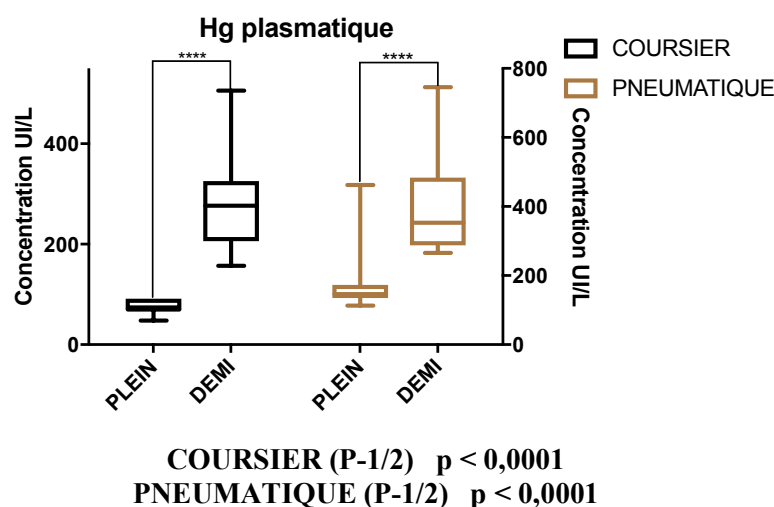 Hg plasmatique
COURSIER
PNEUMATIQUE
**** ****
Concentration UI/L
400
200
0
800
600
400
200
0
Concentration UI/L
PLEIN DEMI PLEIN DEMI
COURSIER (P-1/2) p < 0,0001
PNEUMATIQUE (P-1/2) p < 0,0001